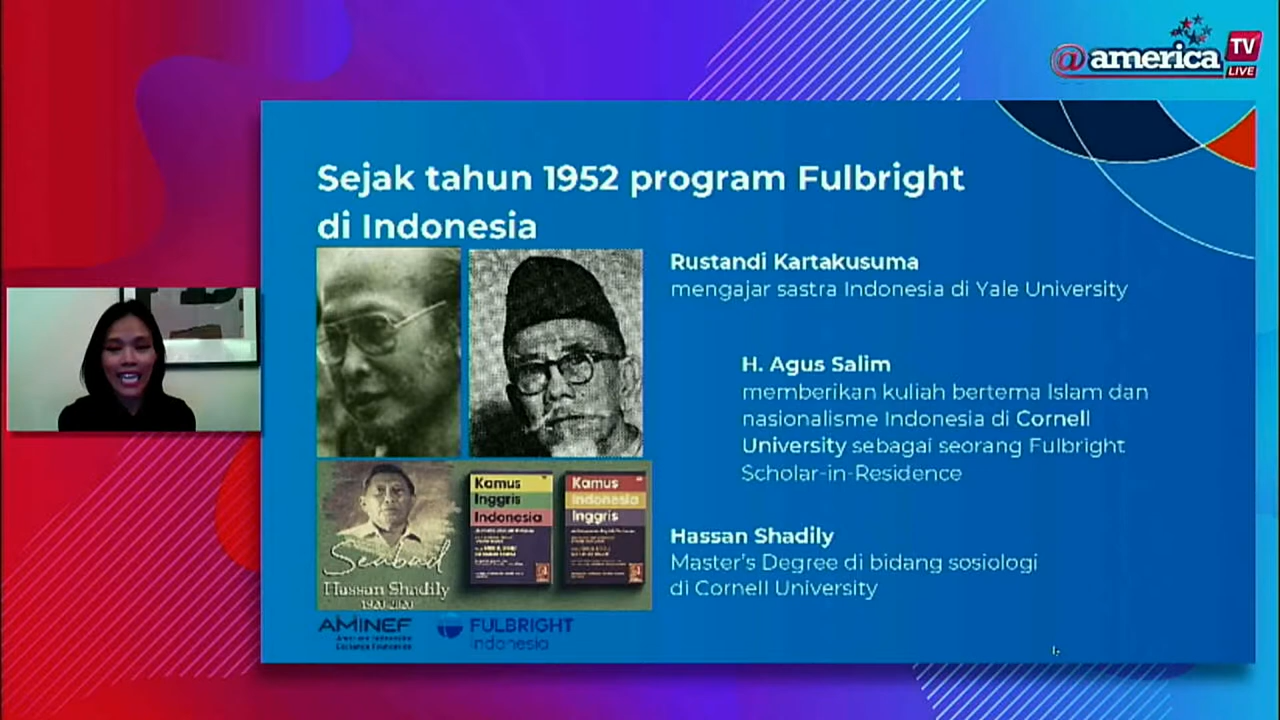 @america TV
LIVE
Sejak tahun 1952 program Fulbright
di Indonesia
Rustandi Kartakusuma
mengajar sastra Indonesia di Yale University
H. Agus Salim
memberikan kuliah bertema Islam dan
nasionalisme Indonesia di Cornell
University sebagai seorang Fulbright
Scholar-in-Residence
Hassan Shadily
Master's Degree di bidang sosiologi
di Cornell University
Seabad
Hassan Shadily
1920-2020
Kamus
Inggris
Indonesia
Kamus
Indonesia
Inggris
AMINEF
FULBRIGHT
Indonesia